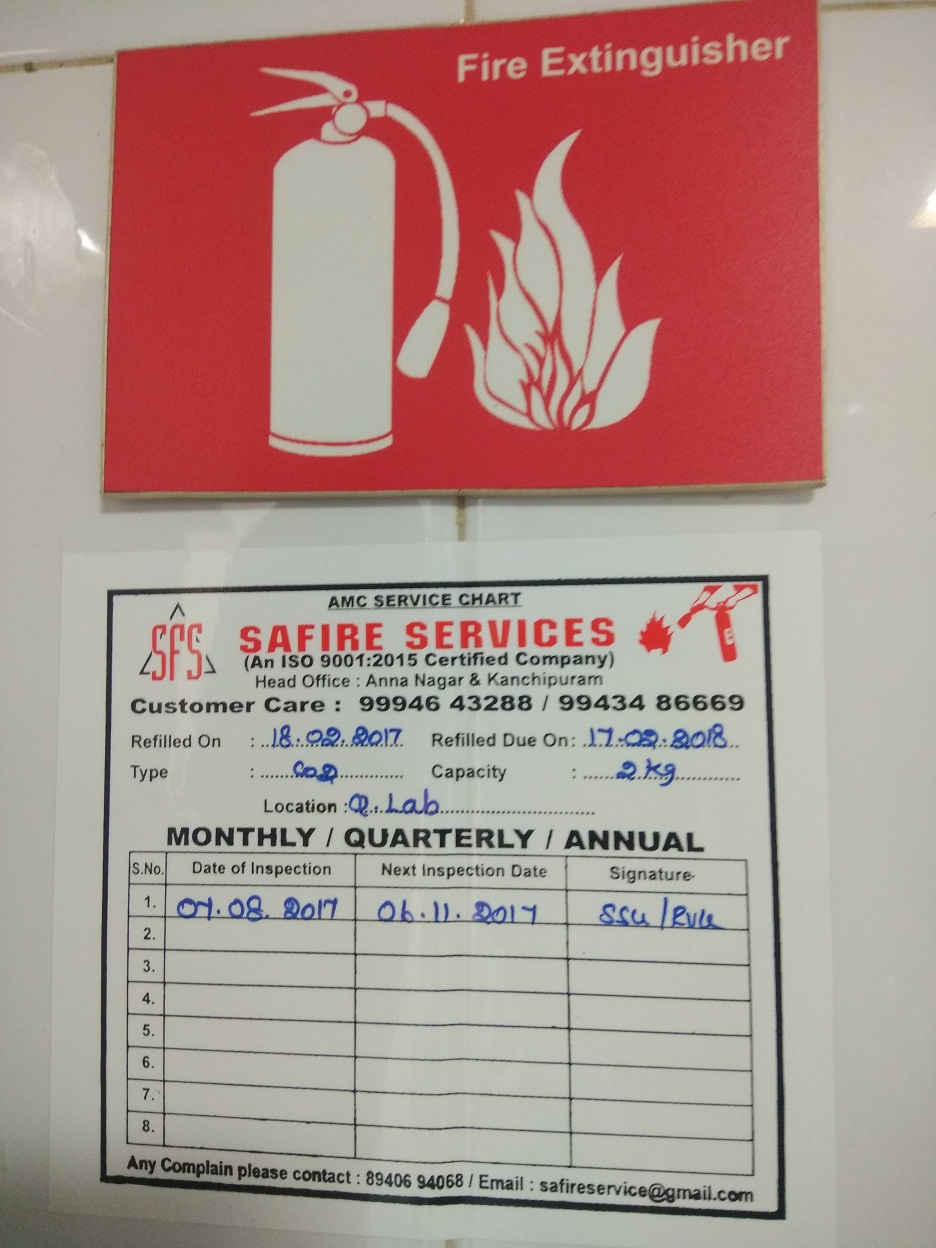 Fire Extinguisher
AMC SERVICE CHART
SFS
SAFIRE SERVICES
(An ISO 9001:2015 Certified Company)
Head Office : Anna Nagar & Kanchipuram
Customer Care : 99946 43288 / 99434 86669
Refilled On : 18.02.2017 Refilled Due On : 17.02.2018
Type : Co2 Capacity : 2 kg
Location : Q. Lab
MONTHLY / QUARTERLY / ANNUAL
S.No. Date of Inspection Next Inspection Date Signature
1. 07.08.2017 06.11.2017
2.
3.
4.
5.
6.
7.
8.
Any Complain please contact : 89406 94068 / Email : safireservice@gmail.com